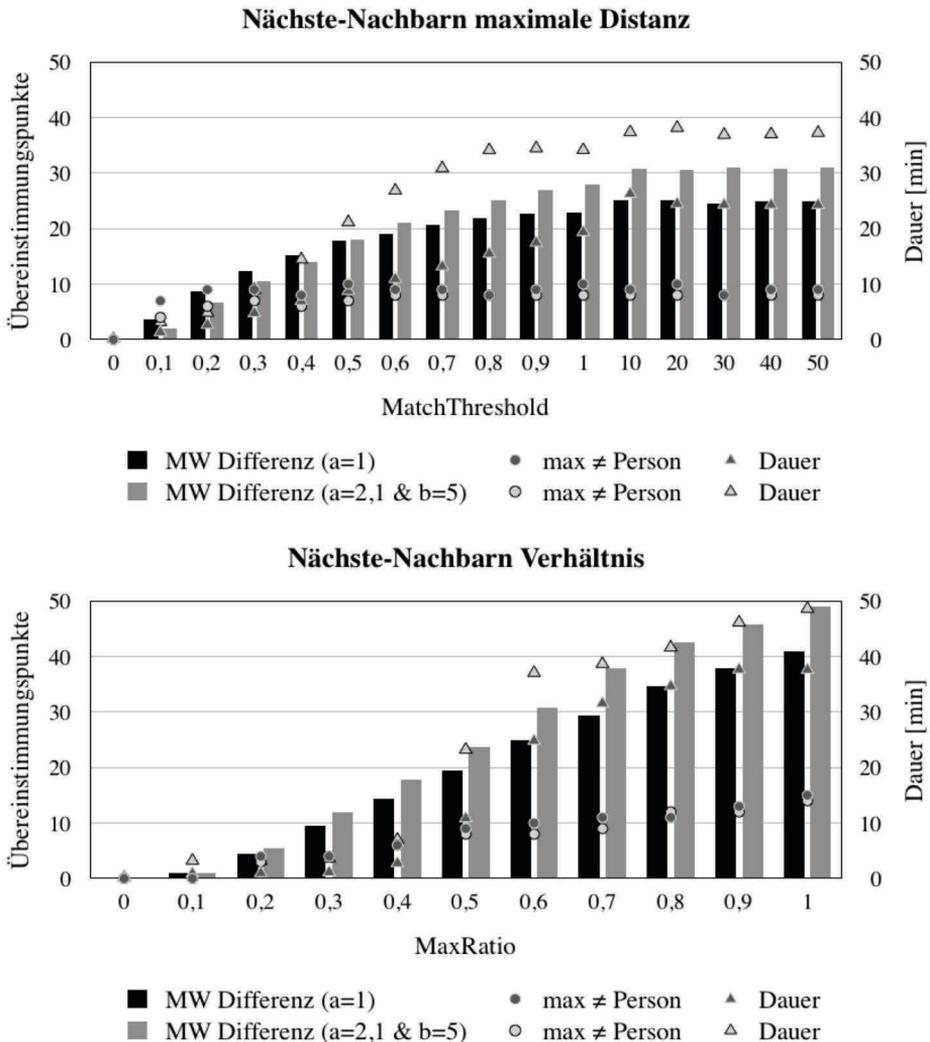 Nächste-Nachbarn maximale Distanz
50 50
40 40
30 30
20 20
10 10
0 0
Übereinstimmungspunkte
Dauer [min]
0 0,1 0,2 0,3 0,4 0,5 0,6 0,7 0,8 0,9 1 10 20 30 40 50
MatchThreshold
MW Differenz (a=1) max ≠ Person Dauer
MW Differenz (a=2,1 & b=5) max ≠ Person Dauer
Nächste-Nachbarn Verhältnis
50 50
40 40
30 30
20 20
10 10
0 0
Übereinstimmungspunkte
Dauer [min]
0 0,1 0,2 0,3 0,4 0,5 0,6 0,7 0,8 0,9 1
MaxRatio
MW Differenz (a=1) max ≠ Person Dauer
MW Differenz (a=2,1 & b=5) max ≠ Person Dauer